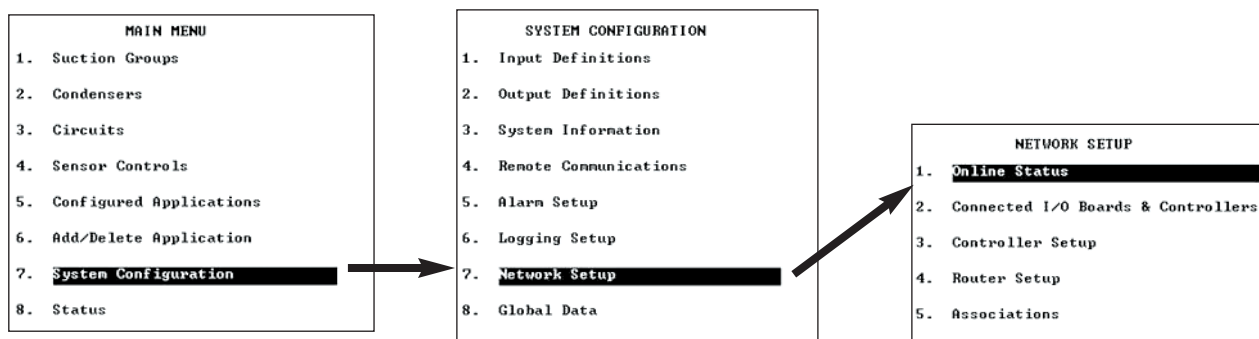 MAIN MENU
1. Suction Groups
2. Condensers
3. Circuits
4. Sensor Controls
5. Configured Applications
6. Add/Delete Application
7. System Configuration
8. Status
SYSTEM CONFIGURATION
1. Input Definitions
2. Output Definitions
3. System Information
4. Remote Communications
5. Alarm Setup
6. Logging Setup
7. Network Setup
8. Global Data
NETWORK SETUP
1. Online Status
2. Connected I/O Boards & Controllers
3. Controller Setup
4. Router Setup
5. Associations